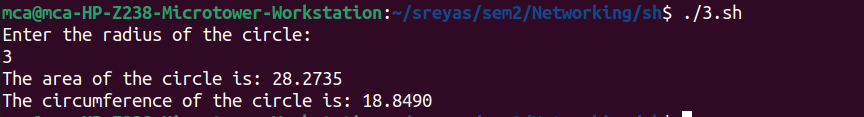 mca@mca-HP-Z238-Microtower-Workstation:~/sreyas/sem2/Networking/sh$ ./3.sh
Enter the radius of the circle:
3
The area of the circle is: 28.2735
The circumference of the circle is: 18.8490